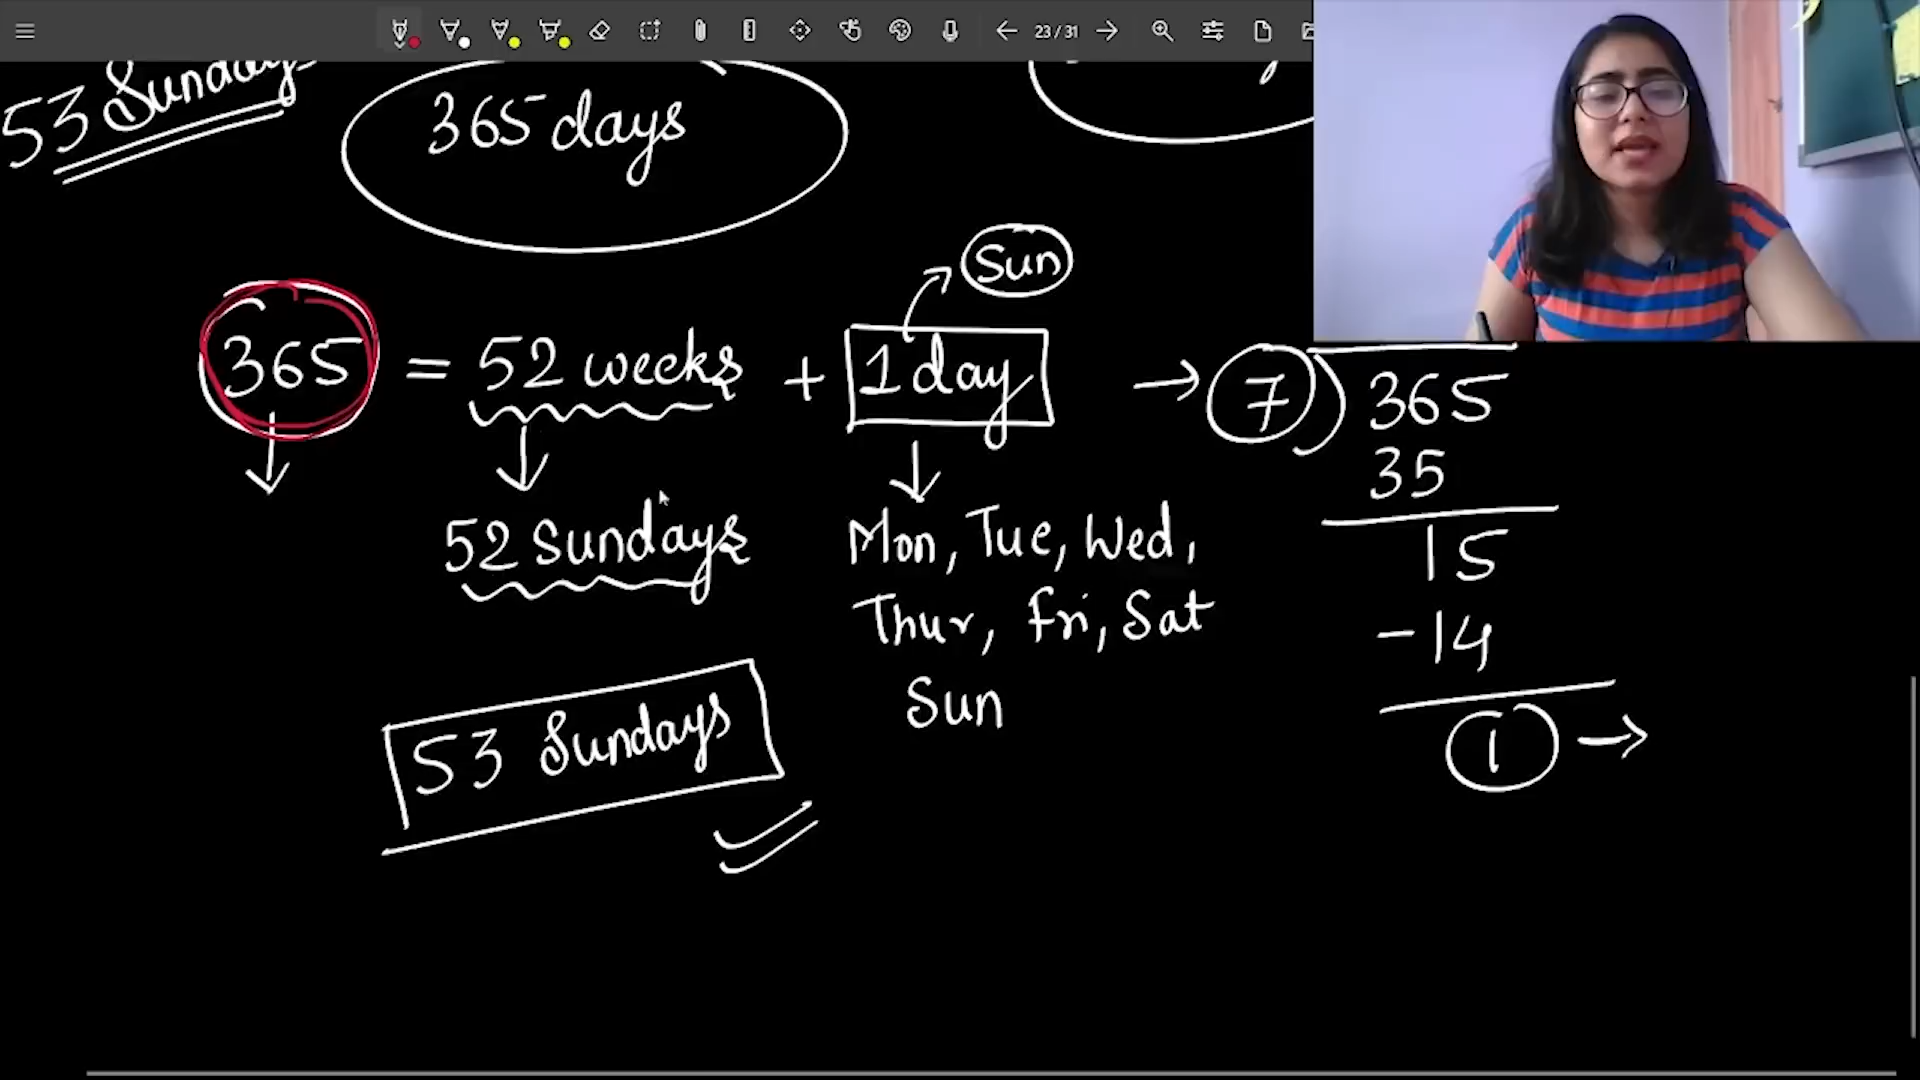 23 / 31
53 Sundays
365 days
Sun
365 = 52 weeks + 1 day → 7) 365
35
52 Sundays
Mon, Tue, Wed,
15
Thur, Fri, Sat
-14
Sun
53 Sundays
1 →